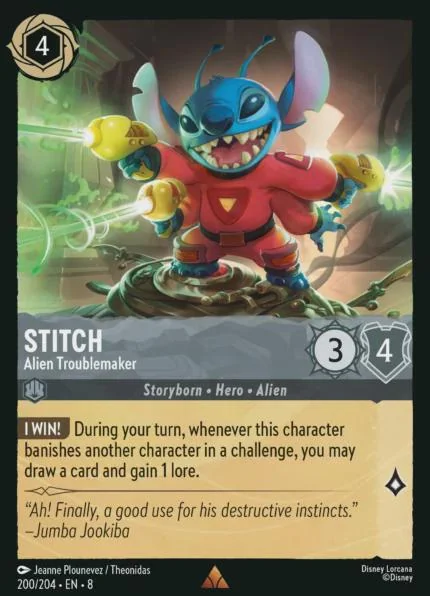 4
STITCH
Alien Troublemaker
3
4
Storyborn • Hero • Alien
I WIN! During your turn, whenever this character
banishes another character in a challenge, you may
draw a card and gain 1 lore.
“Ah! Finally, a good use for his destructive instincts.”
–Jumba Jookiba
Jeanne Plounevez / Theonidas
200/204 • EN • 8
Disney Lorcana
©Disney